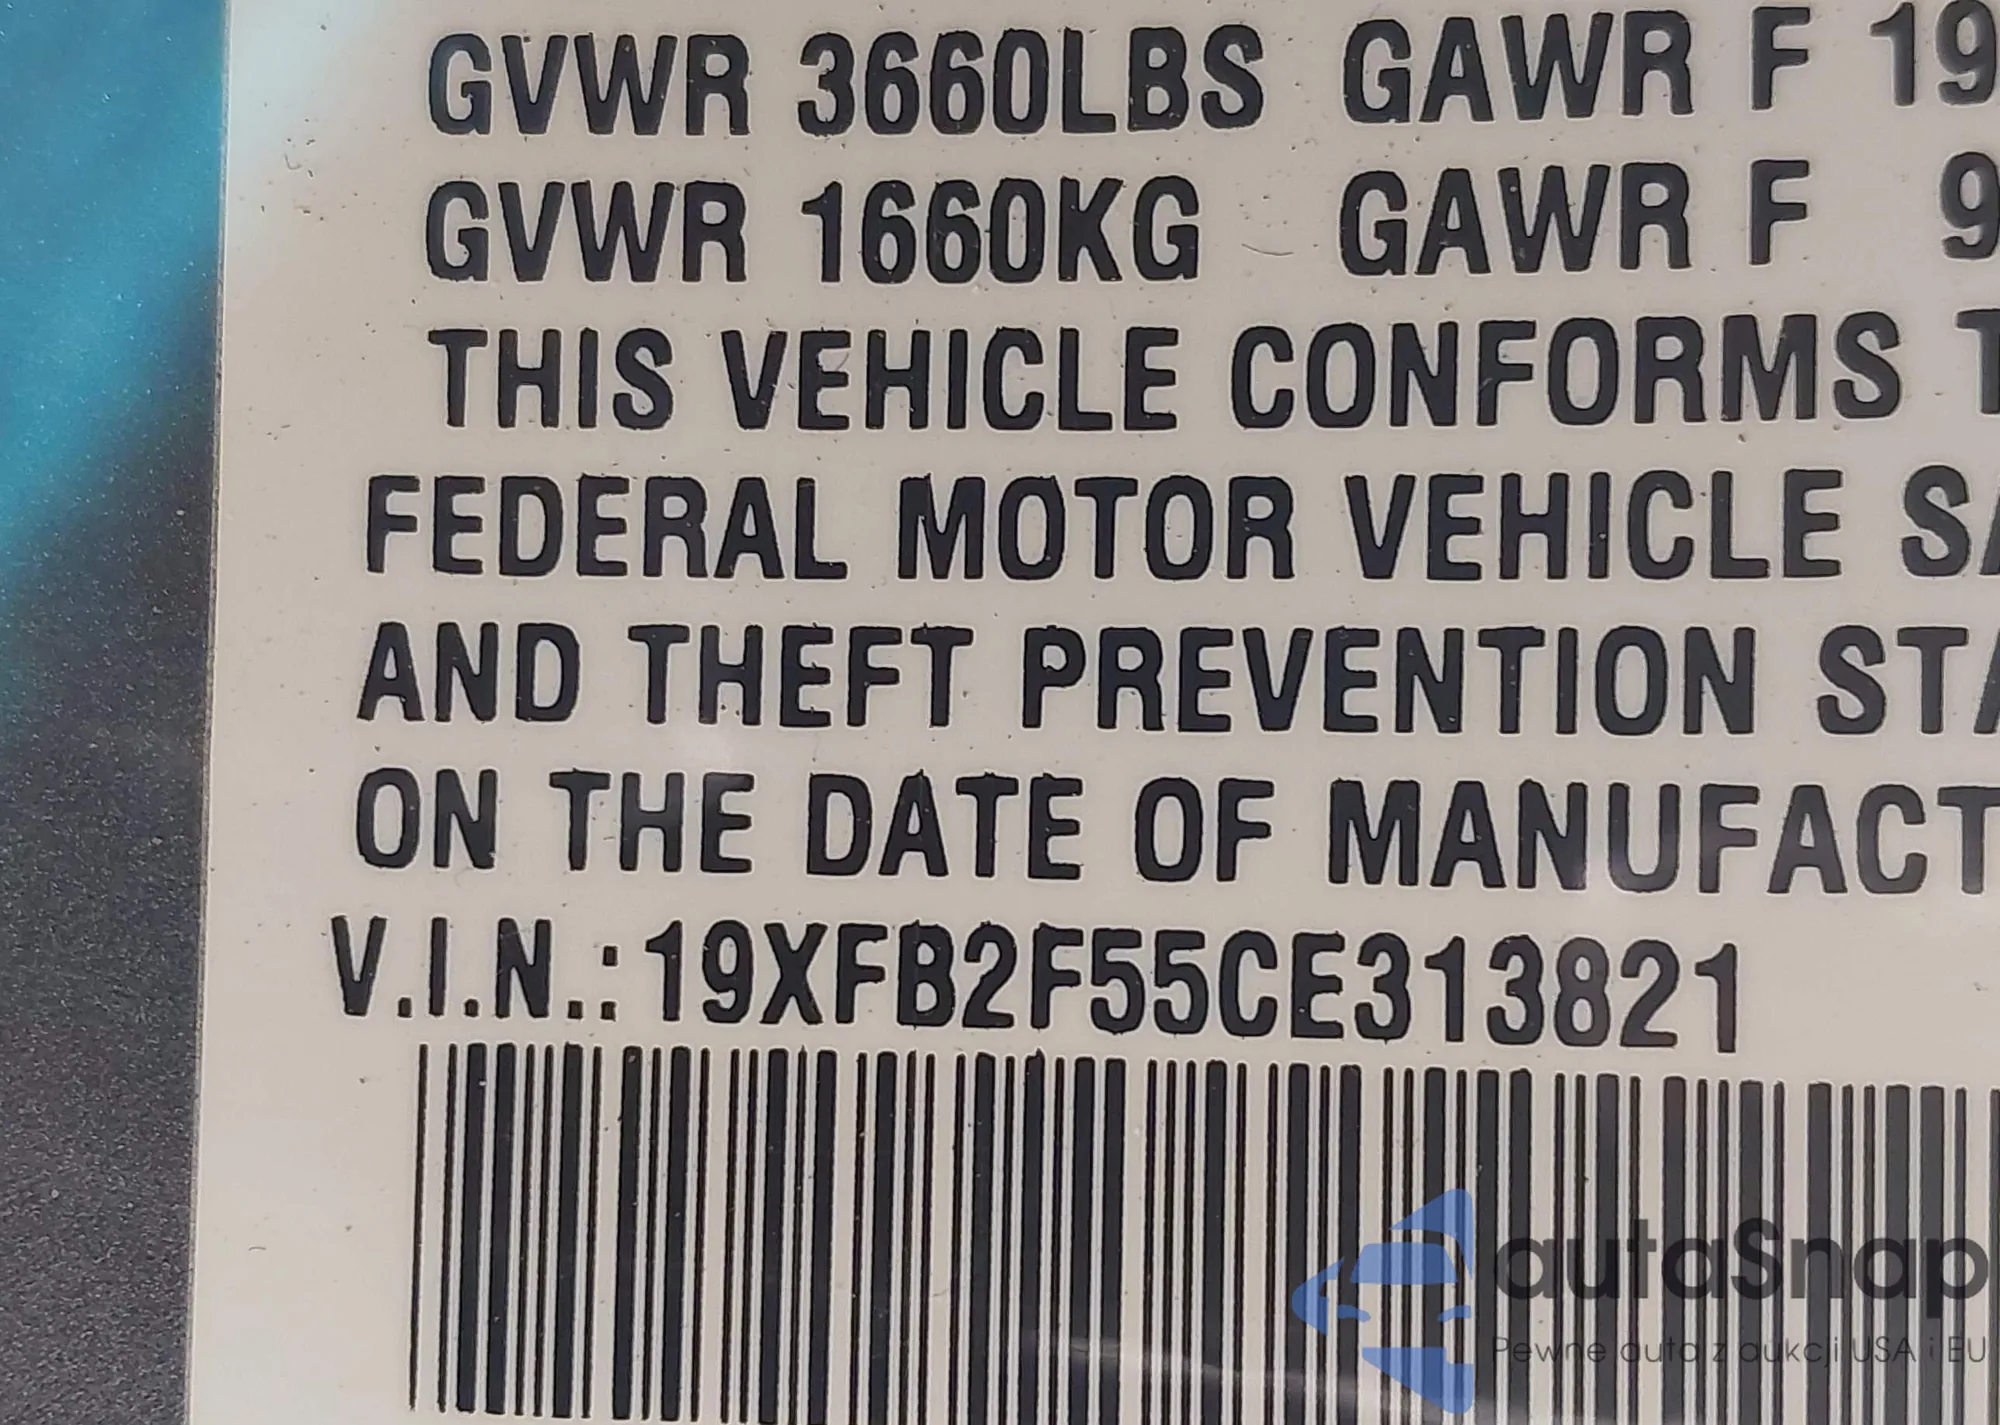 GVWR 3660LBS GAWR F 19
GVWR 1660KG GAWR F 9
THIS VEHICLE CONFORMS T
FEDERAL MOTOR VEHICLE SA
AND THEFT PREVENTION STA
ON THE DATE OF MANUFACT
V.I.N.: 19XFB2F55CE313821
autaSnap
Pewne auta z aukcji USA i EU